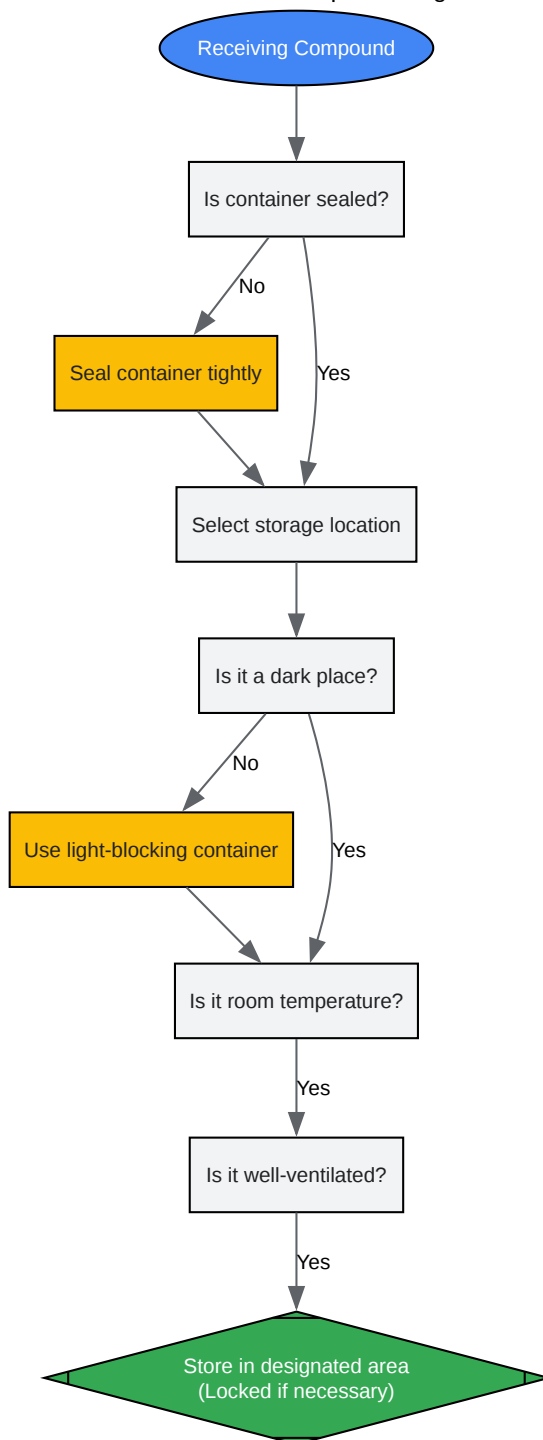 Receiving Compound
Is container sealed?
No
Seal container tightly
Yes
Select storage location
Is it a dark place?
No
Use light-blocking container
Yes
Is it room temperature?
Yes
Is it well-ventilated?
Yes
Store in designated area
(Locked if necessary)